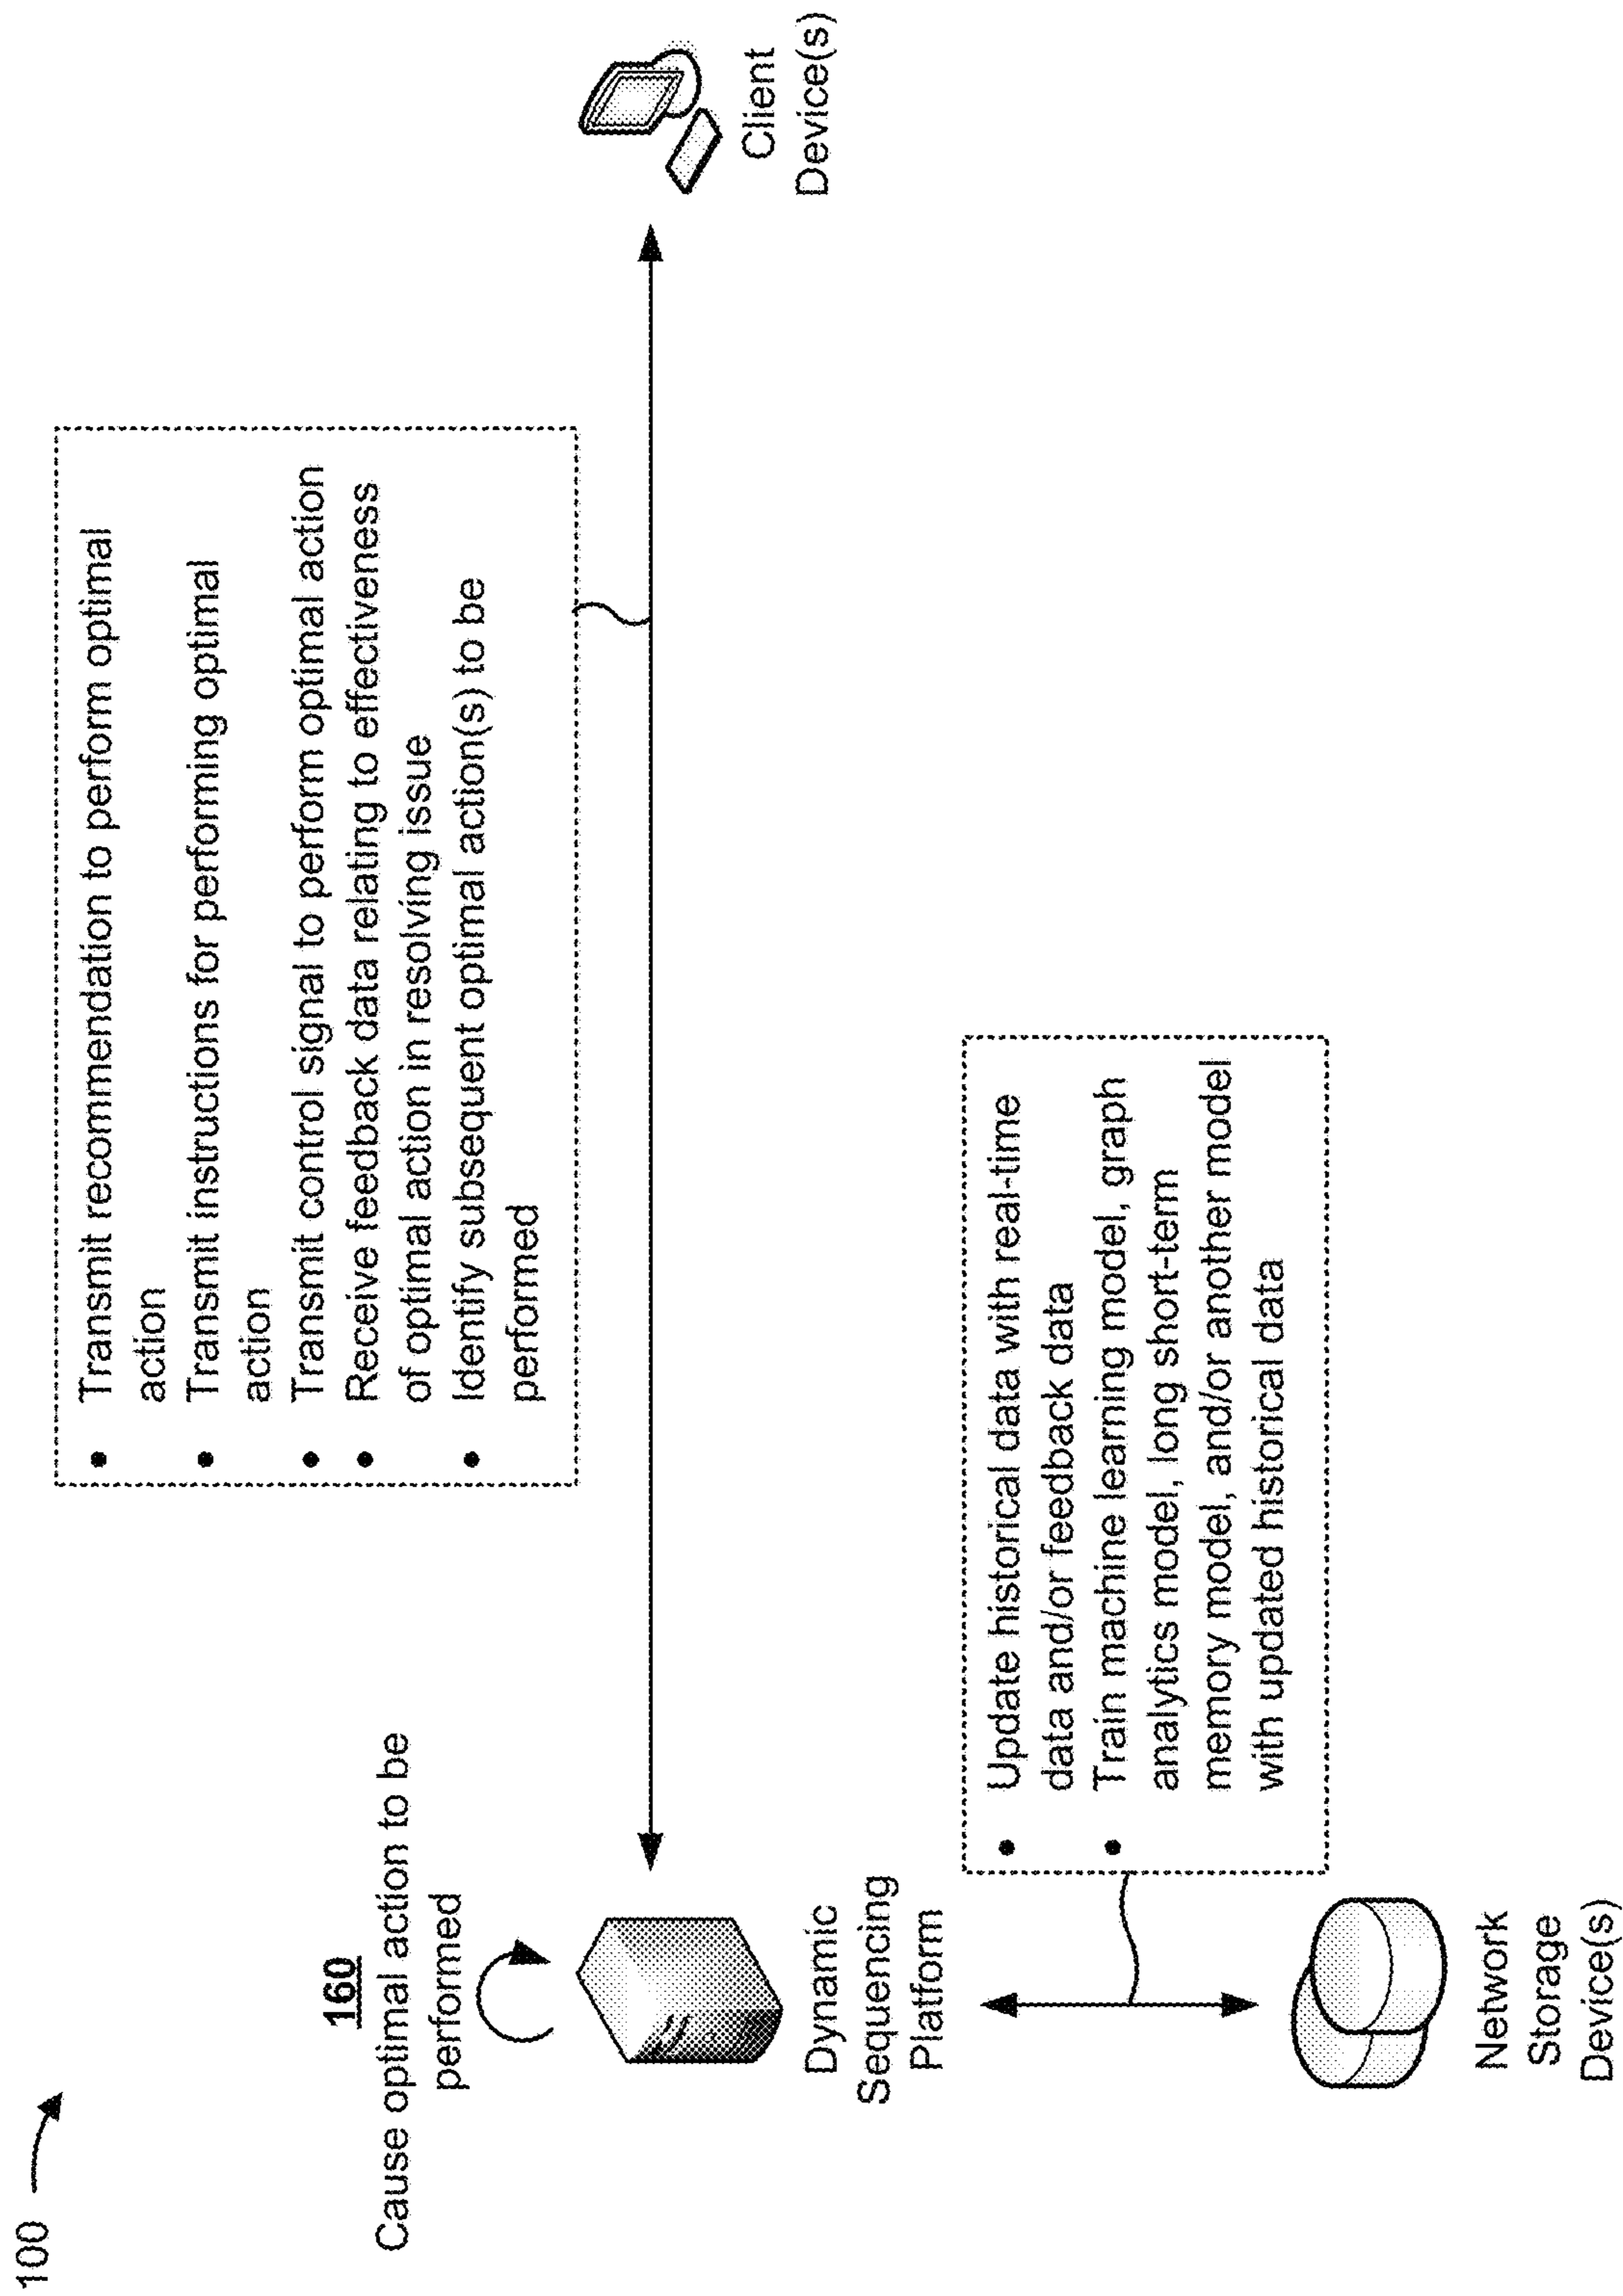 100
160
Cause optimal action to be
performed
Dynamic
Sequencing
Platform
• Transmit recommendation to perform optimal
action
• Transmit instructions for performing optimal
action
• Transmit control signal to perform optimal action
• Receive feedback data relating to effectiveness
of optimal action in resolving issue
• Identify subsequent optimal action(s) to be
performed
Client
Device(s)
• Update historical data with real-time
data and/or feedback data
• Train machine learning model, graph
analytics model, long short-term
memory model, and/or another model
with updated historical data
Network
Storage
Device(s)